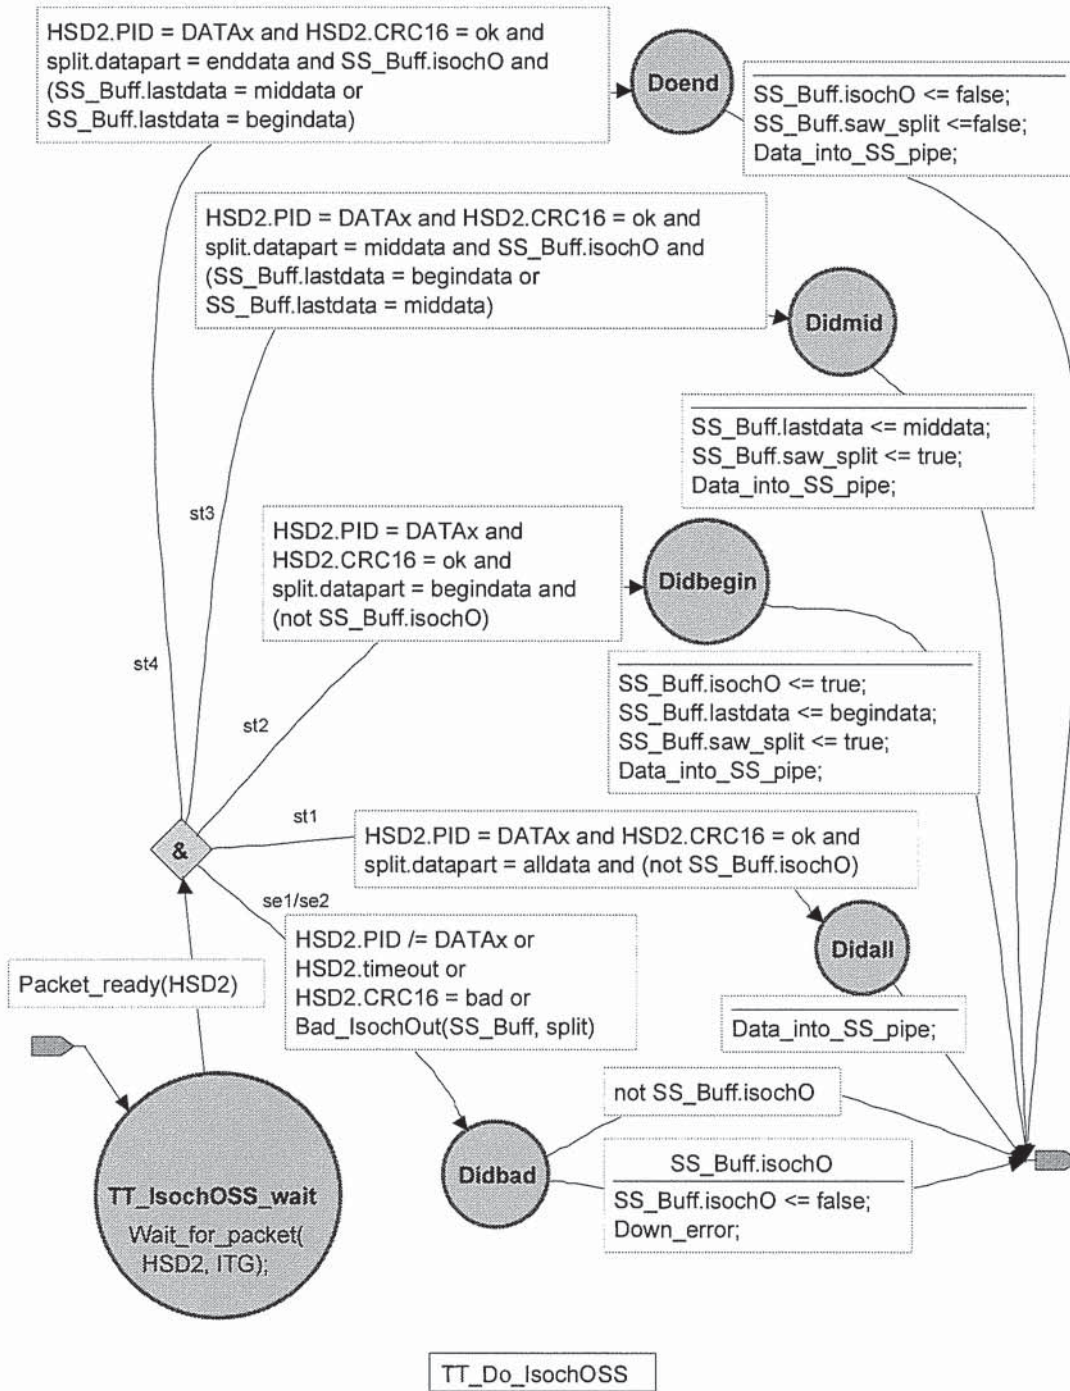 HSD2.PID = DATAx and HSD2.CRC16 = ok and
split.datapart = enddata and SS_Buff.isochO and
(SS_Buff.lastdata = middata or
SS_Buff.lastdata = begindata)
Doend
SS_Buff.isochO <= false;
SS_Buff.saw_split <=false;
Data_into_SS_pipe;
HSD2.PID = DATAx and HSD2.CRC16 = ok and
split.datapart = middata and SS_Buff.isochO and
(SS_Buff.lastdata = begindata or
SS_Buff.lastdata = middata)
Didmid
SS_Buff.lastdata <= middata;
SS_Buff.saw_split <= true;
Data_into_SS_pipe;
st3
HSD2.PID = DATAx and
HSD2.CRC16 = ok and
split.datapart = begindata and
(not SS_Buff.isochO)
Didbegin
st4
st2
SS_Buff.isochO <= true;
SS_Buff.lastdata <= begindata;
SS_Buff.saw_split <= true;
Data_into_SS_pipe;
st1
HSD2.PID = DATAx and HSD2.CRC16 = ok and
split.datapart = alldata and (not SS_Buff.isochO)
&
se1/se2
HSD2.PID /= DATAx or
HSD2.timeout or
HSD2.CRC16 = bad or
Bad_IsochOut(SS_Buff, split)
Didall
Packet_ready(HSD2)
Data_into_SS_pipe;
not SS_Buff.isochO
Didbad
SS_Buff.isochO
SS_Buff.isochO <= false;
Down_error;
TT_IsochOSS_wait
Wait_for_packet(
HSD2, ITG);
TT_Do_IsochOSS